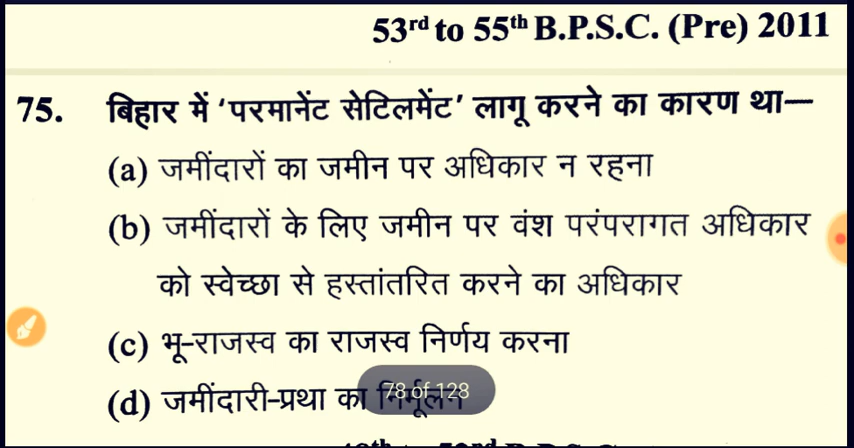 53rd to 55th B.P.S.C. (Pre) 2011
75. बिहार में 'परमानेंट सेटिलमेंट' लागू करने का कारण था—
(a) जमींदारों का जमीन पर अधिकार न रहना
(b) जमींदारों के लिए जमीन पर वंश परंपरागत अधिकार
को स्वेच्छा से हस्तांतरित करने का अधिकार
(c) भू-राजस्व का राजस्व निर्णय करना
(d) जमींदारी-प्रथा का निर्मूलन
78 of 128